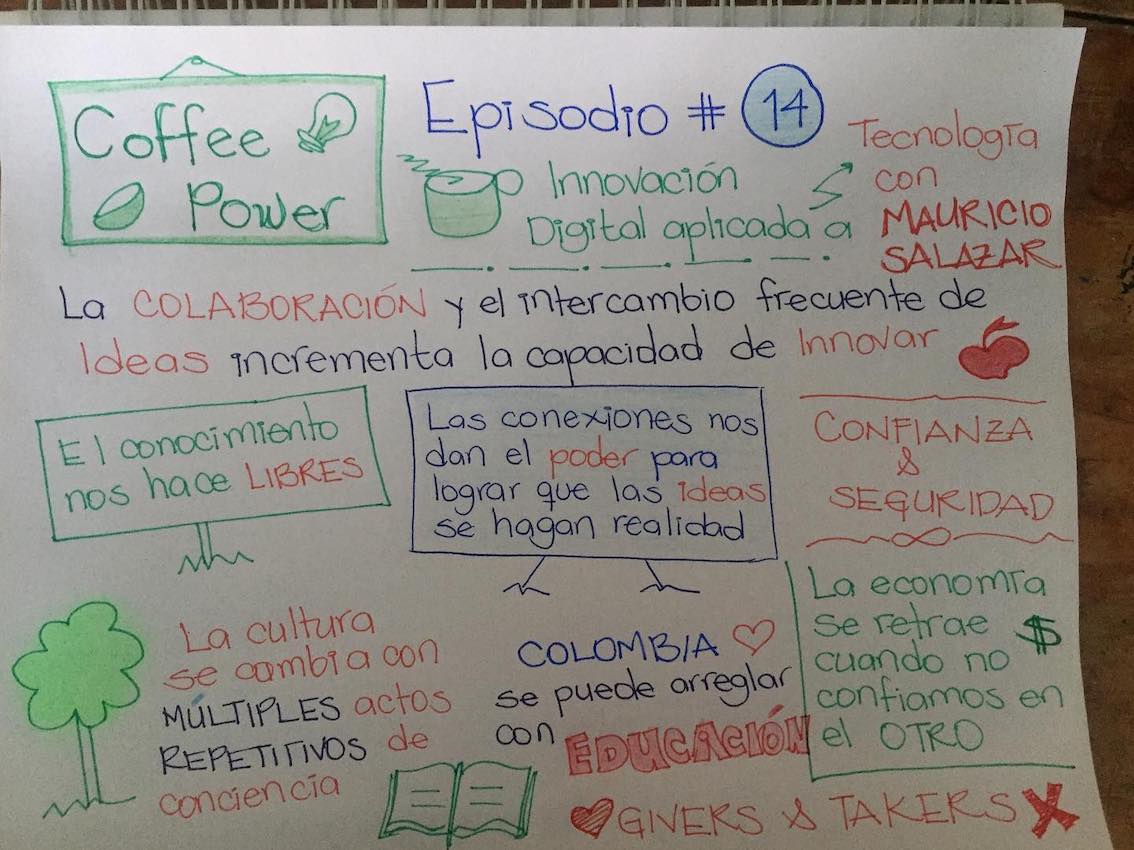 Coffee
Power
Episodio # 14
Innovación
Digital aplicada a
Tecnología
con
MAURICIO
SALAZAR
La COLABORACIÓN y el intercambio frecuente de
Ideas incrementa la capacidad de Innovar
El conocimiento
nos hace LIBRES
Las conexiones nos
dan el poder para
lograr que las ideas
se hagan realidad
CONFIANZA
&
SEGURIDAD
La cultura
se cambia con
MÚLTIPLES actos
REPETITIVOS de
conciencia
COLOMBIA
se puede arreglar
con EDUCACIÓN
La economía
se retrae $
cuando no
confiamos en
el OTRO
GIVERS & TAKERS X